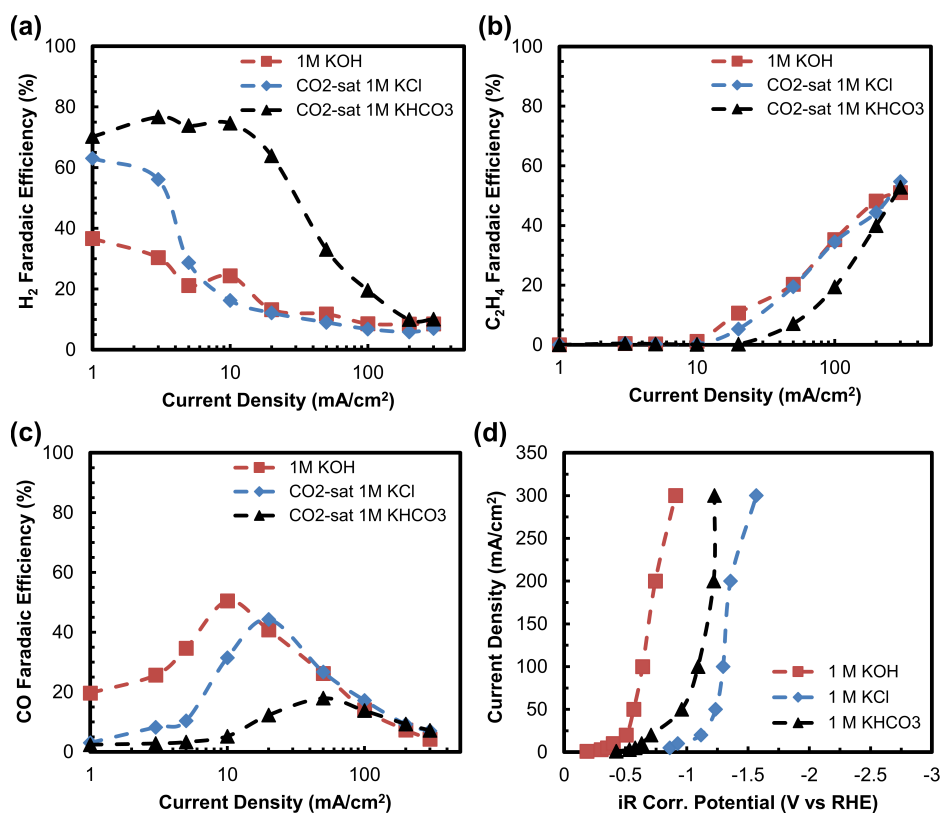 (a)
H₂ Faradaic Efficiency (%)
100
80
60
40
20
0
1M KOH
CO2-sat 1M KCl
CO2-sat 1M KHCO3
1
10
100
Current Density (mA/cm²)
(b)
C₂H₄ Faradaic Efficiency (%)
100
80
60
40
20
0
1M KOH
CO2-sat 1M KCl
CO2-sat 1M KHCO3
1
10
100
Current Density (mA/cm²)
(c)
CO Faradaic Efficiency (%)
100
80
60
40
20
0
1M KOH
CO2-sat 1M KCl
CO2-sat 1M KHCO3
1
10
100
Current Density (mA/cm²)
(d)
Current Density (mA/cm²)
350
300
250
200
150
100
50
0
1 M KOH
1 M KCl
1 M KHCO3
0
-0.5
-1
-1.5
-2
-2.5
-3
iR Corr. Potential (V vs RHE)